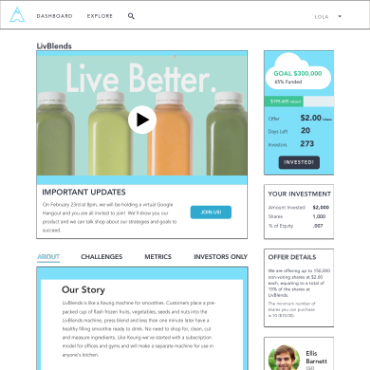 DASHBOARD EXPLORE LOLA
LivBlends
Live Better.
IMPORTANT UPDATES
On February 23rd at 8pm, we will be holding a virtual Google
Hangout and you are all invited to join! We'll show you our
product and we can talk shop about our strategies and goals to
succeed.
JOIN US!
ABOUT CHALLENGES METRICS INVESTORS ONLY
Our Story
LivBlends is like a Keurig machine for smoothies. Customers place a pre-
packed cup of flash frozen fruits, vegetables, seeds and nuts into the
LivBlends machine, press blend and less than one minute later have a
healthy filling smoothie ready to drink. No need to shop for, clean, cut
and measure ingredients. Like Keurig we've started with a subscription
model for offices and gyms and will make a separate machine for use in
anyone's kitchen.
GOAL $300,000
65% Funded
Offer $2.00 /share
Days Left 20
Investors 273
INVESTED!
YOUR INVESTMENT
Amount Invested $2,000
Shares 1,000
% of Equity .007
OFFER DETAILS
We are offering up to 150,000
non-voting shares at $2.00
each, equating to a total of
15% of the shares at
LivBlends.
The minimum number of
shares you can purchase
is 10 ($20.00).
Ellis
Barnett
CEO